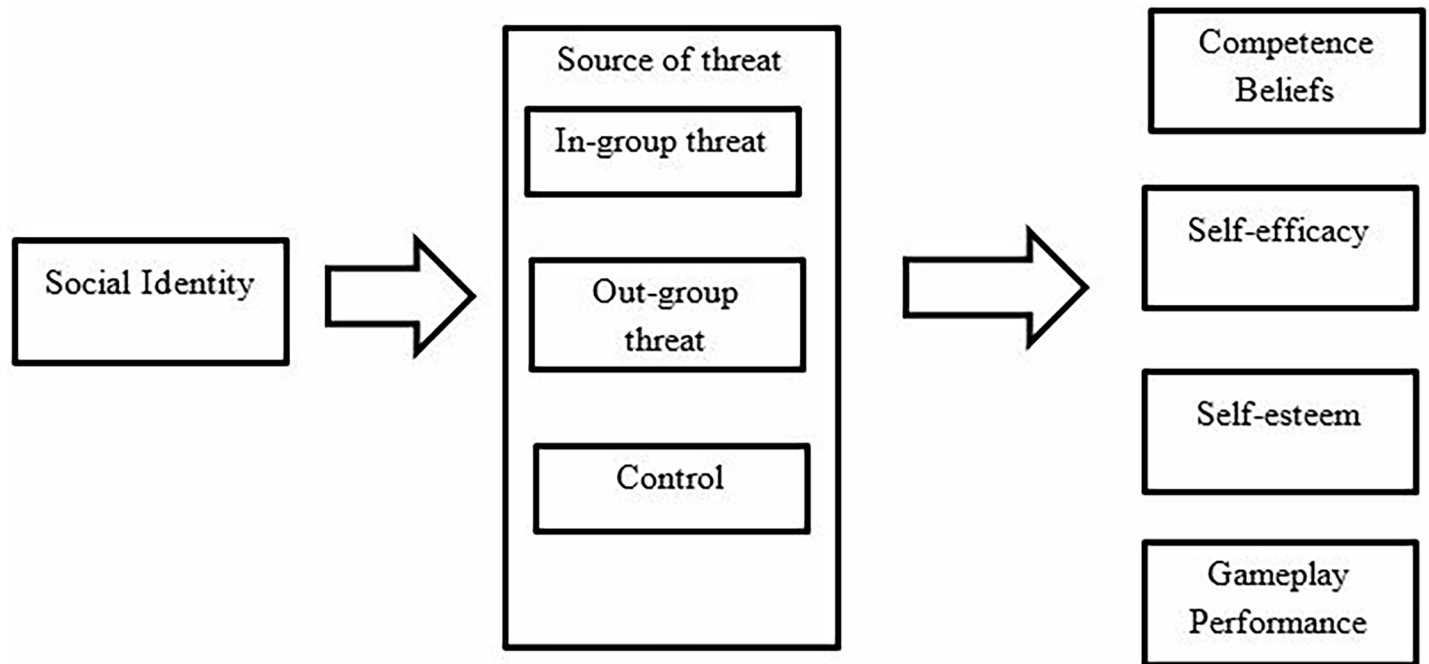 Social Identity
Source of threat
In-group threat
Out-group
threat
Control
Competence
Beliefs
Self-efficacy
Self-esteem
Gameplay
Performance